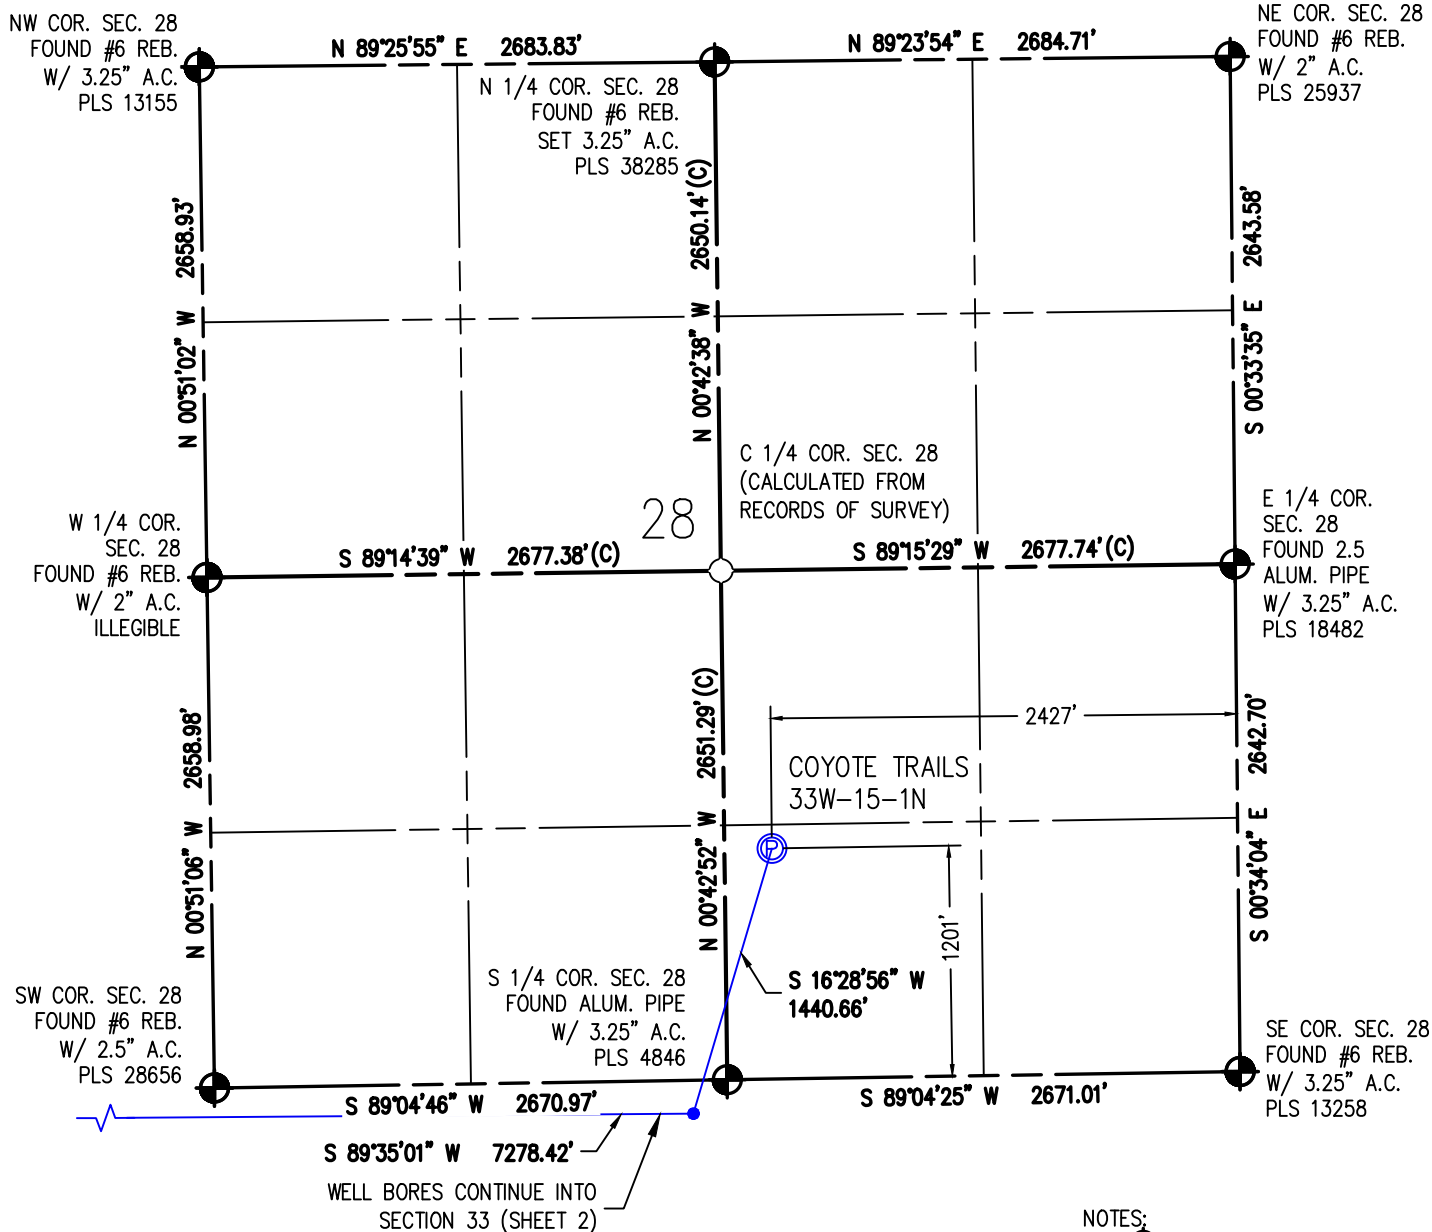 NW COR. SEC. 28
FOUND #6 REB.
W/ 3.25" A.C.
PLS 13155
N 89°25'55" E 2683.83'
N 1/4 COR. SEC. 28
FOUND #6 REB.
SET 3.25" A.C.
PLS 38285
N 89°23'54" E 2684.71'
NE COR. SEC. 28
FOUND #6 REB.
W/ 2" A.C.
PLS 25937
N 00°51'02" W 2658.93'
N 00°42'38" W 2650.14'(C)
S 00°33'35" E 2643.58'
28
C 1/4 COR. SEC. 28
(CALCULATED FROM
RECORDS OF SURVEY)
W 1/4 COR.
SEC. 28
FOUND #6 REB.
W/ 2" A.C.
ILLEGIBLE
S 89°14'39" W 2677.38'(C)
S 89°15'29" W 2677.74'(C)
E 1/4 COR.
SEC. 28
FOUND 2.5
ALUM. PIPE
W/ 3.25" A.C.
PLS 18482
N 00°51'06" W 2658.98'
N 00°42'52" W 2651.29'(C)
2427'
COYOTE TRAILS
33W-15-1N
P
1201'
S 00°34'04" E 2642.70'
S 16°28'56" W
1440.66'
SW COR. SEC. 28
FOUND #6 REB.
W/ 2.5" A.C.
PLS 28656
S 1/4 COR. SEC. 28
FOUND ALUM. PIPE
W/ 3.25" A.C.
PLS 4846
SE COR. SEC. 28
FOUND #6 REB.
W/ 3.25" A.C.
PLS 13258
S 89°04'46" W 2670.97'
S 89°04'25" W 2671.01'
S 89°35'01" W 7278.42'
WELL BORES CONTINUE INTO
SECTION 33 (SHEET 2)
NOTES: